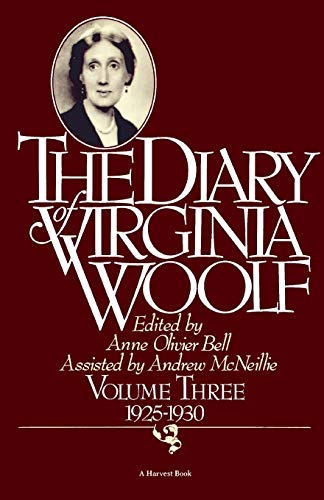 THE DIARY
of VIRGINIA
WOOLF
Edited by
Anne Olivier Bell
Assisted by Andrew McNeillie
VOLUME THREE
1925-1930
A Harvest Book